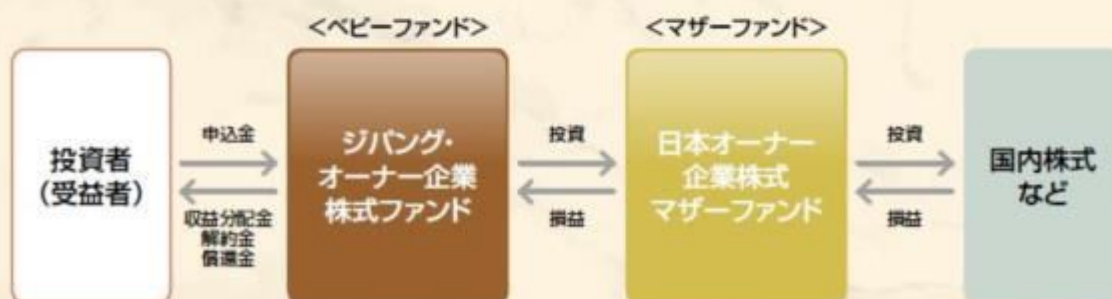 <ベビーファンド>
<マザーファンド>
投資者
(受益者)
申込金
収益分配金
解約金
償還金
ジパング・
オーナー企業
株式ファンド
投資
損益
日本オーナー
企業株式
マザーファンド
投資
損益
国内株式
など